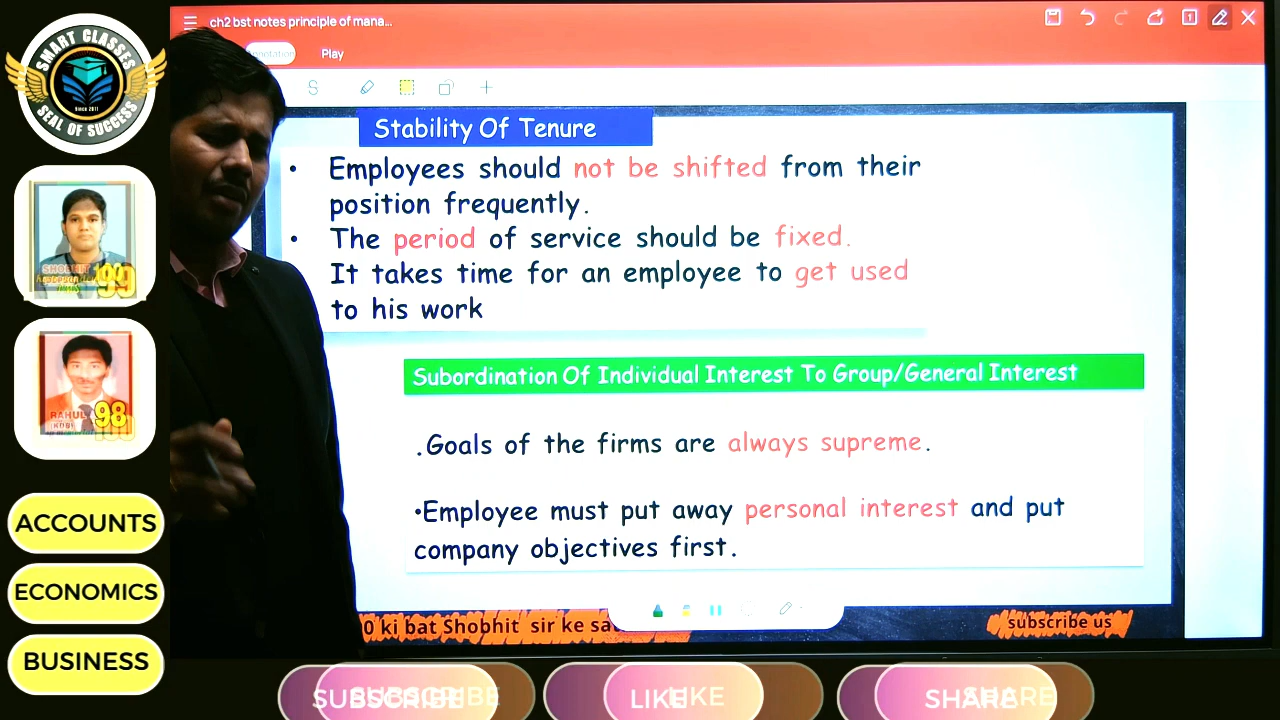 ch2 bst notes principle of mana...
Play
SMART CLASSES
Since 2011
SEAL OF SUCCESS
Stability Of Tenure
• Employees should not be shifted from their
position frequently.
• The period of service should be fixed.
It takes time for an employee to get used
to his work
Subordination Of Individual Interest To Group/General Interest
.Goals of the firms are always supreme.
•Employee must put away personal interest and put
company objectives first.
0 ki bat Shobhit sir ke sa
subscribe us
SHOBHIT
99
RAHUL
98
ACCOUNTS
ECONOMICS
BUSINESS
SUBSCRIBE
LIKE
SHARE